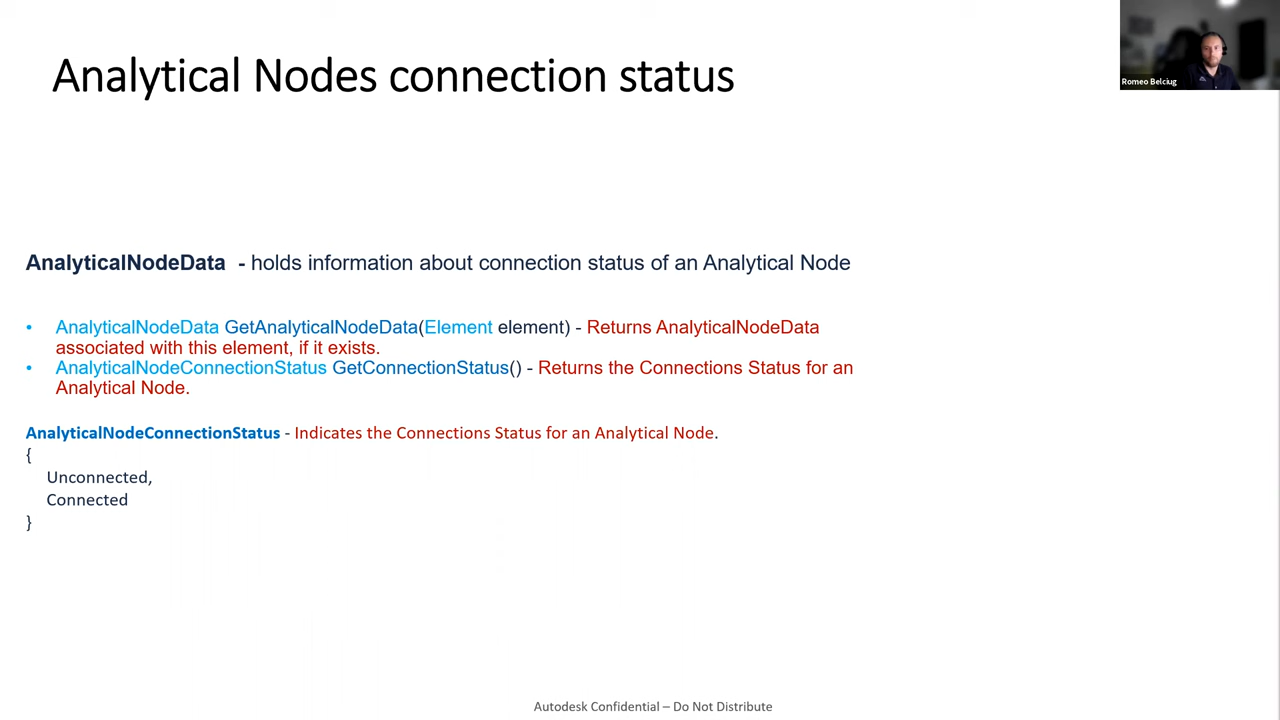 Analytical Nodes connection status
Romeo Belciug
AnalyticalNodeData - holds information about connection status of an Analytical Node
• AnalyticalNodeData GetAnalyticalNodeData(Element element) - Returns AnalyticalNodeData
associated with this element, if it exists.
• AnalyticalNodeConnectionStatus GetConnectionStatus() - Returns the Connections Status for an
Analytical Node.
AnalyticalNodeConnectionStatus - Indicates the Connections Status for an Analytical Node.
{
Unconnected,
Connected
}
Autodesk Confidential – Do Not Distribute